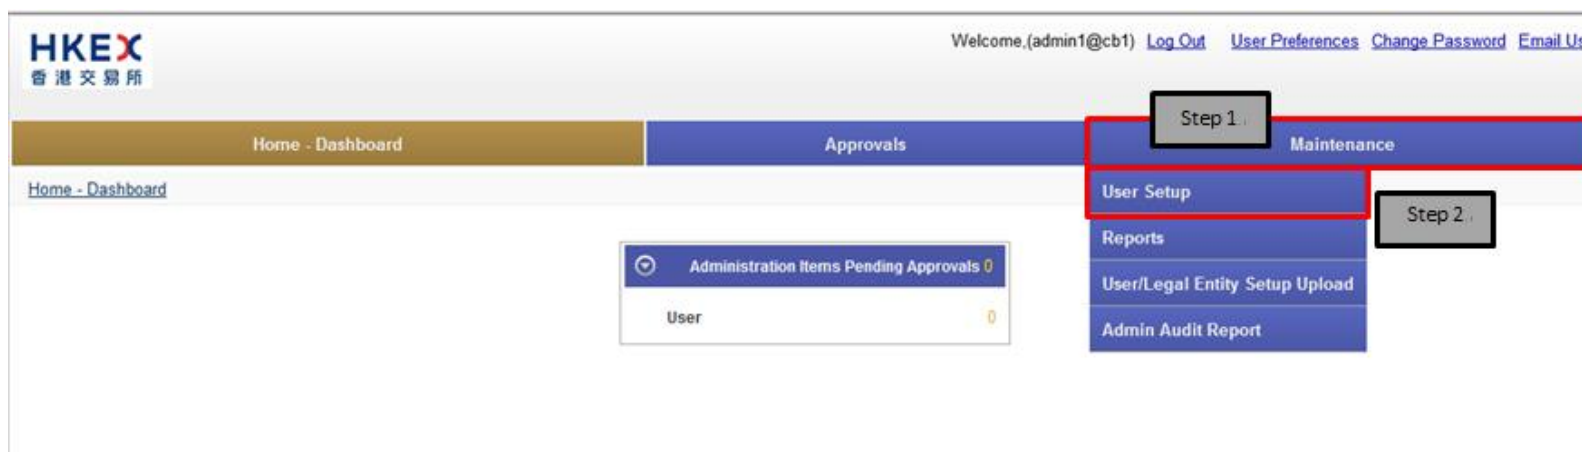 HKEX
香港交易所
Welcome,(admin1@cb1) Log Out User Preferences Change Password Email Us
Step 1.
Home - Dashboard Approvals Maintenance
Home - Dashboard
User Setup
Step 2.
Reports
Administration Items Pending Approvals 0
User/Legal Entity Setup Upload
User 0
Admin Audit Report